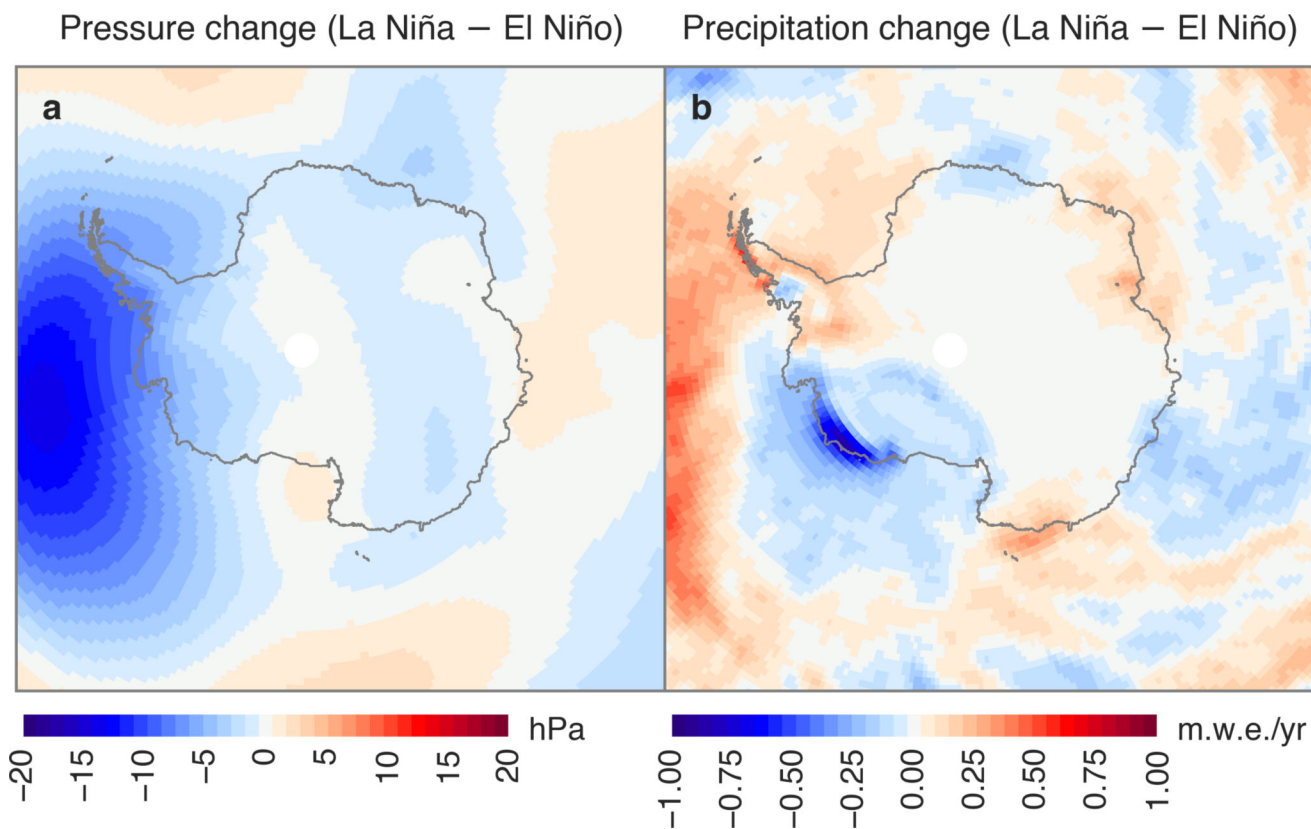 Pressure change (La Niña − El Niño)
Precipitation change (La Niña − El Niño)
a
b
−20 −15 −10 −5 0 5 10 15 20 hPa
−1.00 −0.75 −0.50 −0.25 0.00 0.25 0.50 0.75 1.00 m.w.e./yr